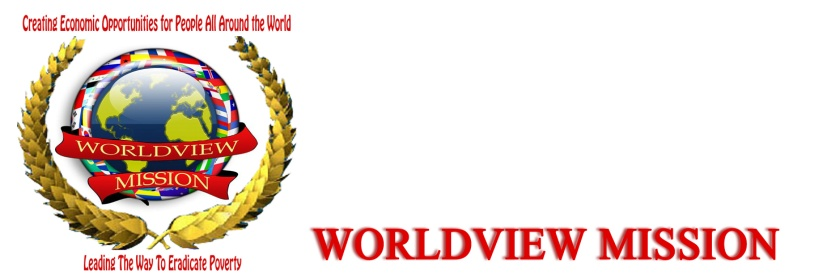 Creating Economic Opportunities for People All Around the World
WORLDVIEW
MISSION
Leading The Way To Eradicate Poverty
WORLDVIEW MISSION